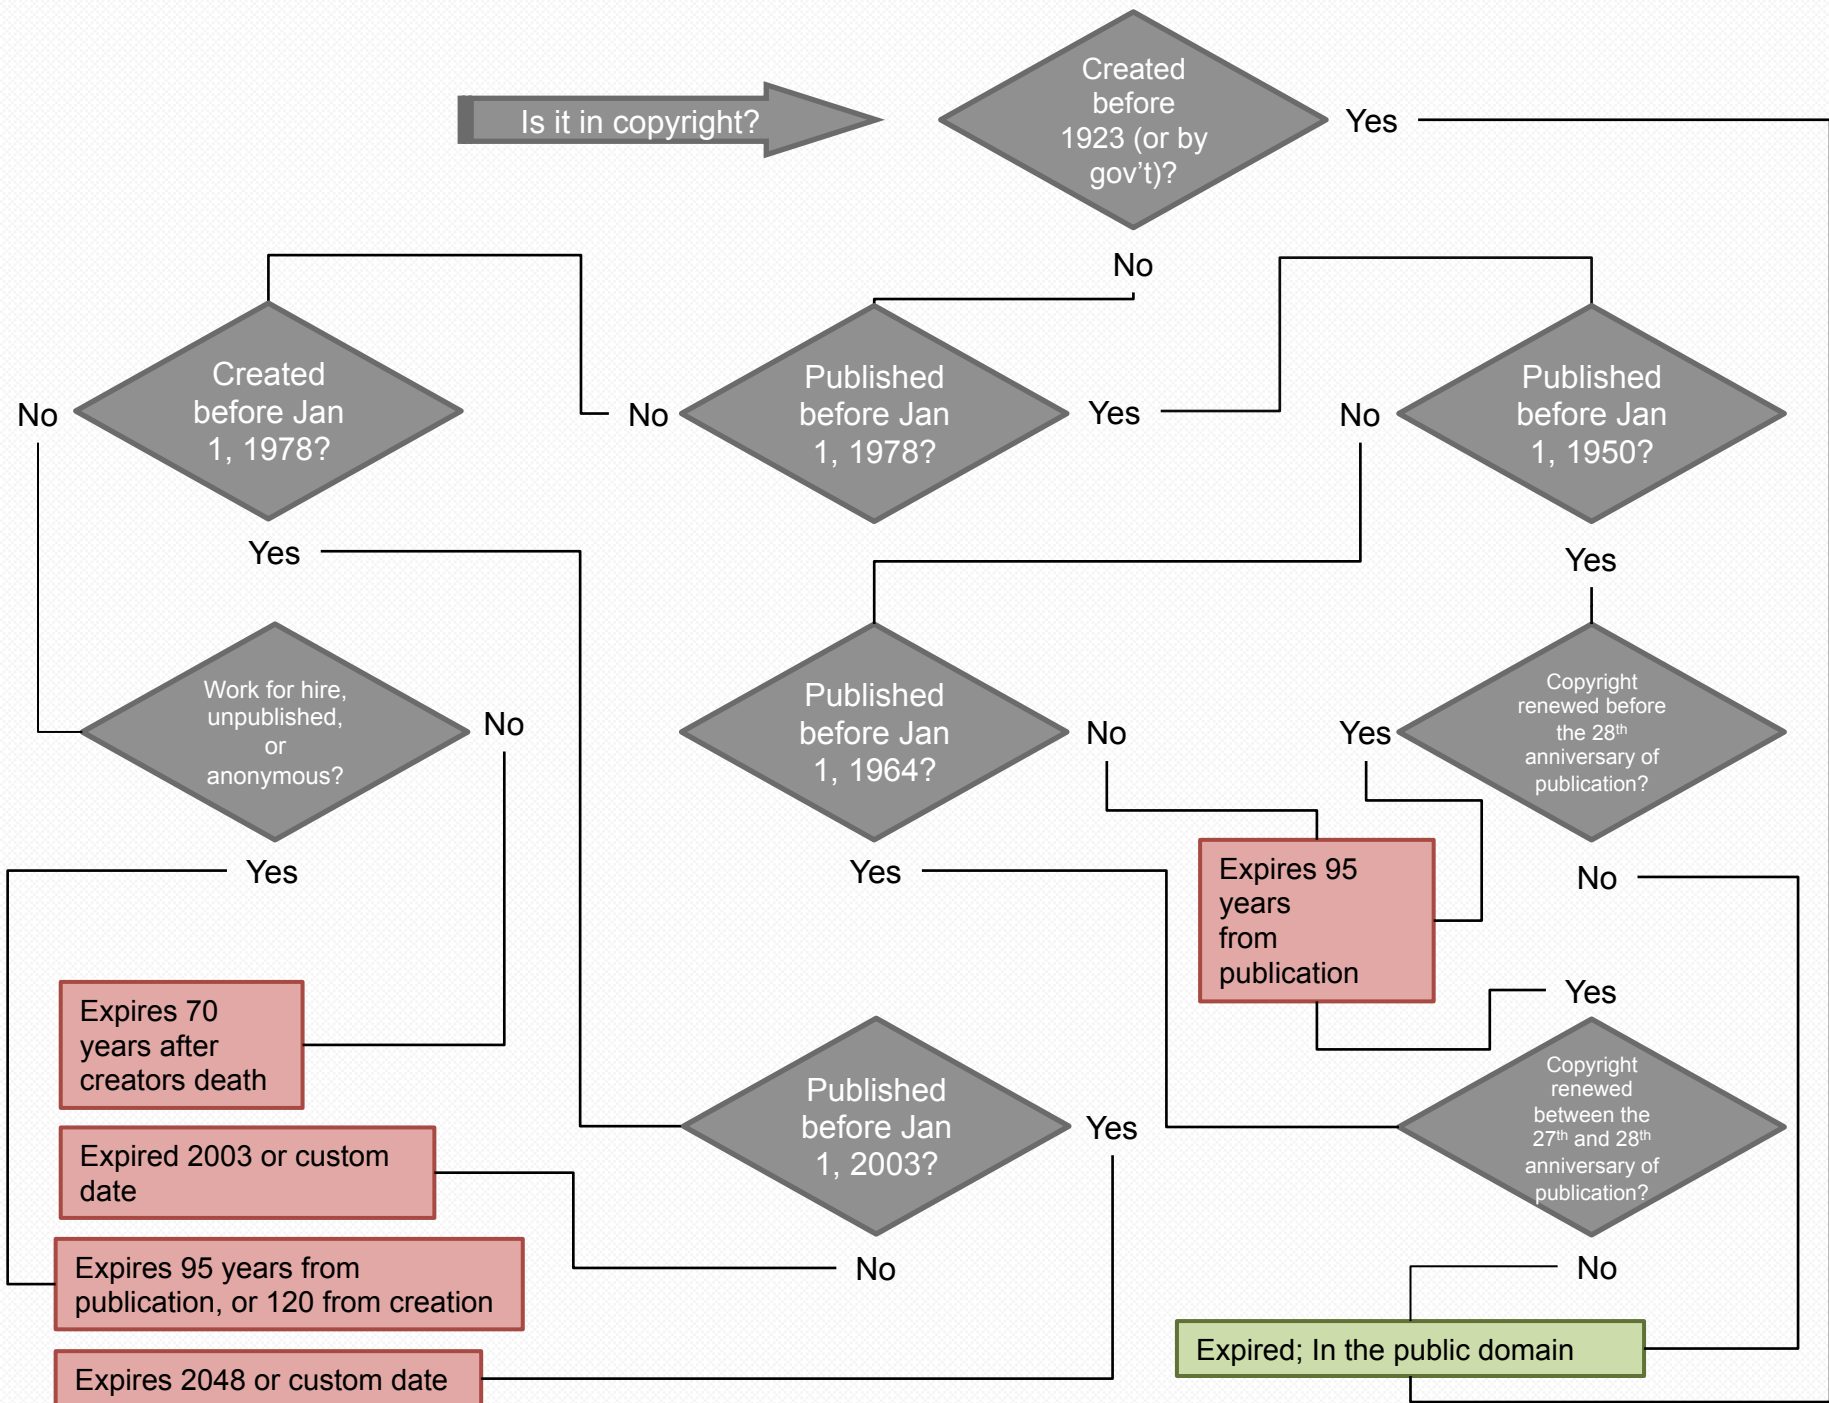 Is it in copyright?
Created
before
1923 (or by
gov't)?
Yes
No
No
Created
before Jan
1, 1978?
No
Published
before Jan
1, 1978?
Yes
No
Published
before Jan
1, 1950?
Yes
Yes
Work for hire,
unpublished,
or
anonymous?
No
Published
before Jan
1, 1964?
No
Yes
Copyright
renewed before
the 28th
anniversary of
publication?
Yes
Yes
Expires 95
years
from
publication
No
Expires 70
years after
creators death
Yes
Published
before Jan
1, 2003?
Yes
Copyright
renewed
between the
27th and 28th
anniversary of
publication?
Expired 2003 or custom
date
No
No
Expires 95 years from
publication, or 120 from creation
Expired; In the public domain
Expires 2048 or custom date